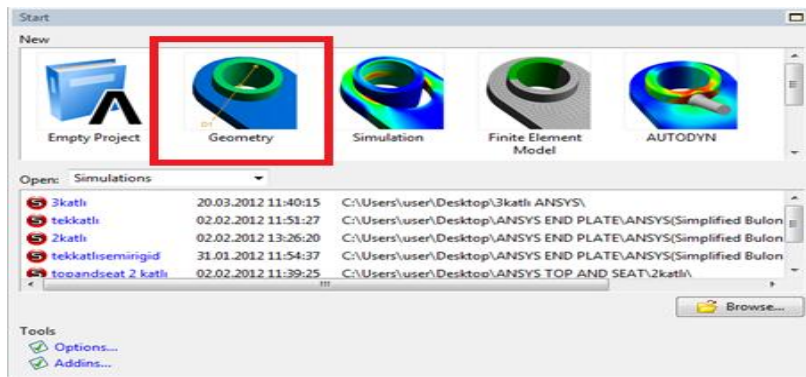 Start
New
Empty Project
Geometry
Simulation
Finite Element
Model
AUTODYN
Open: Simulations
3katlı 20.03.2012 11:40:15 C:\Users\user\Desktop\3katlı ANSYS\
tekkatlı 02.02.2012 11:51:27 C:\Users\user\Desktop\ANSYS END PLATE\ANSYS(Simplified Bulon
2katlı 02.02.2012 13:26:20 C:\Users\user\Desktop\ANSYS END PLATE\ANSYS(Simplified Bulon
tekkatlısemirigid 31.01.2012 11:54:37 C:\Users\user\Desktop\ANSYS END PLATE\ANSYS(Simplified Bulon
topandseat 2 katlı 02.02.2012 11:39:25 C:\Users\user\Desktop\ANSYS TOP AND SEAT\2katlı\
Browse...
Tools
Options...
Addins...